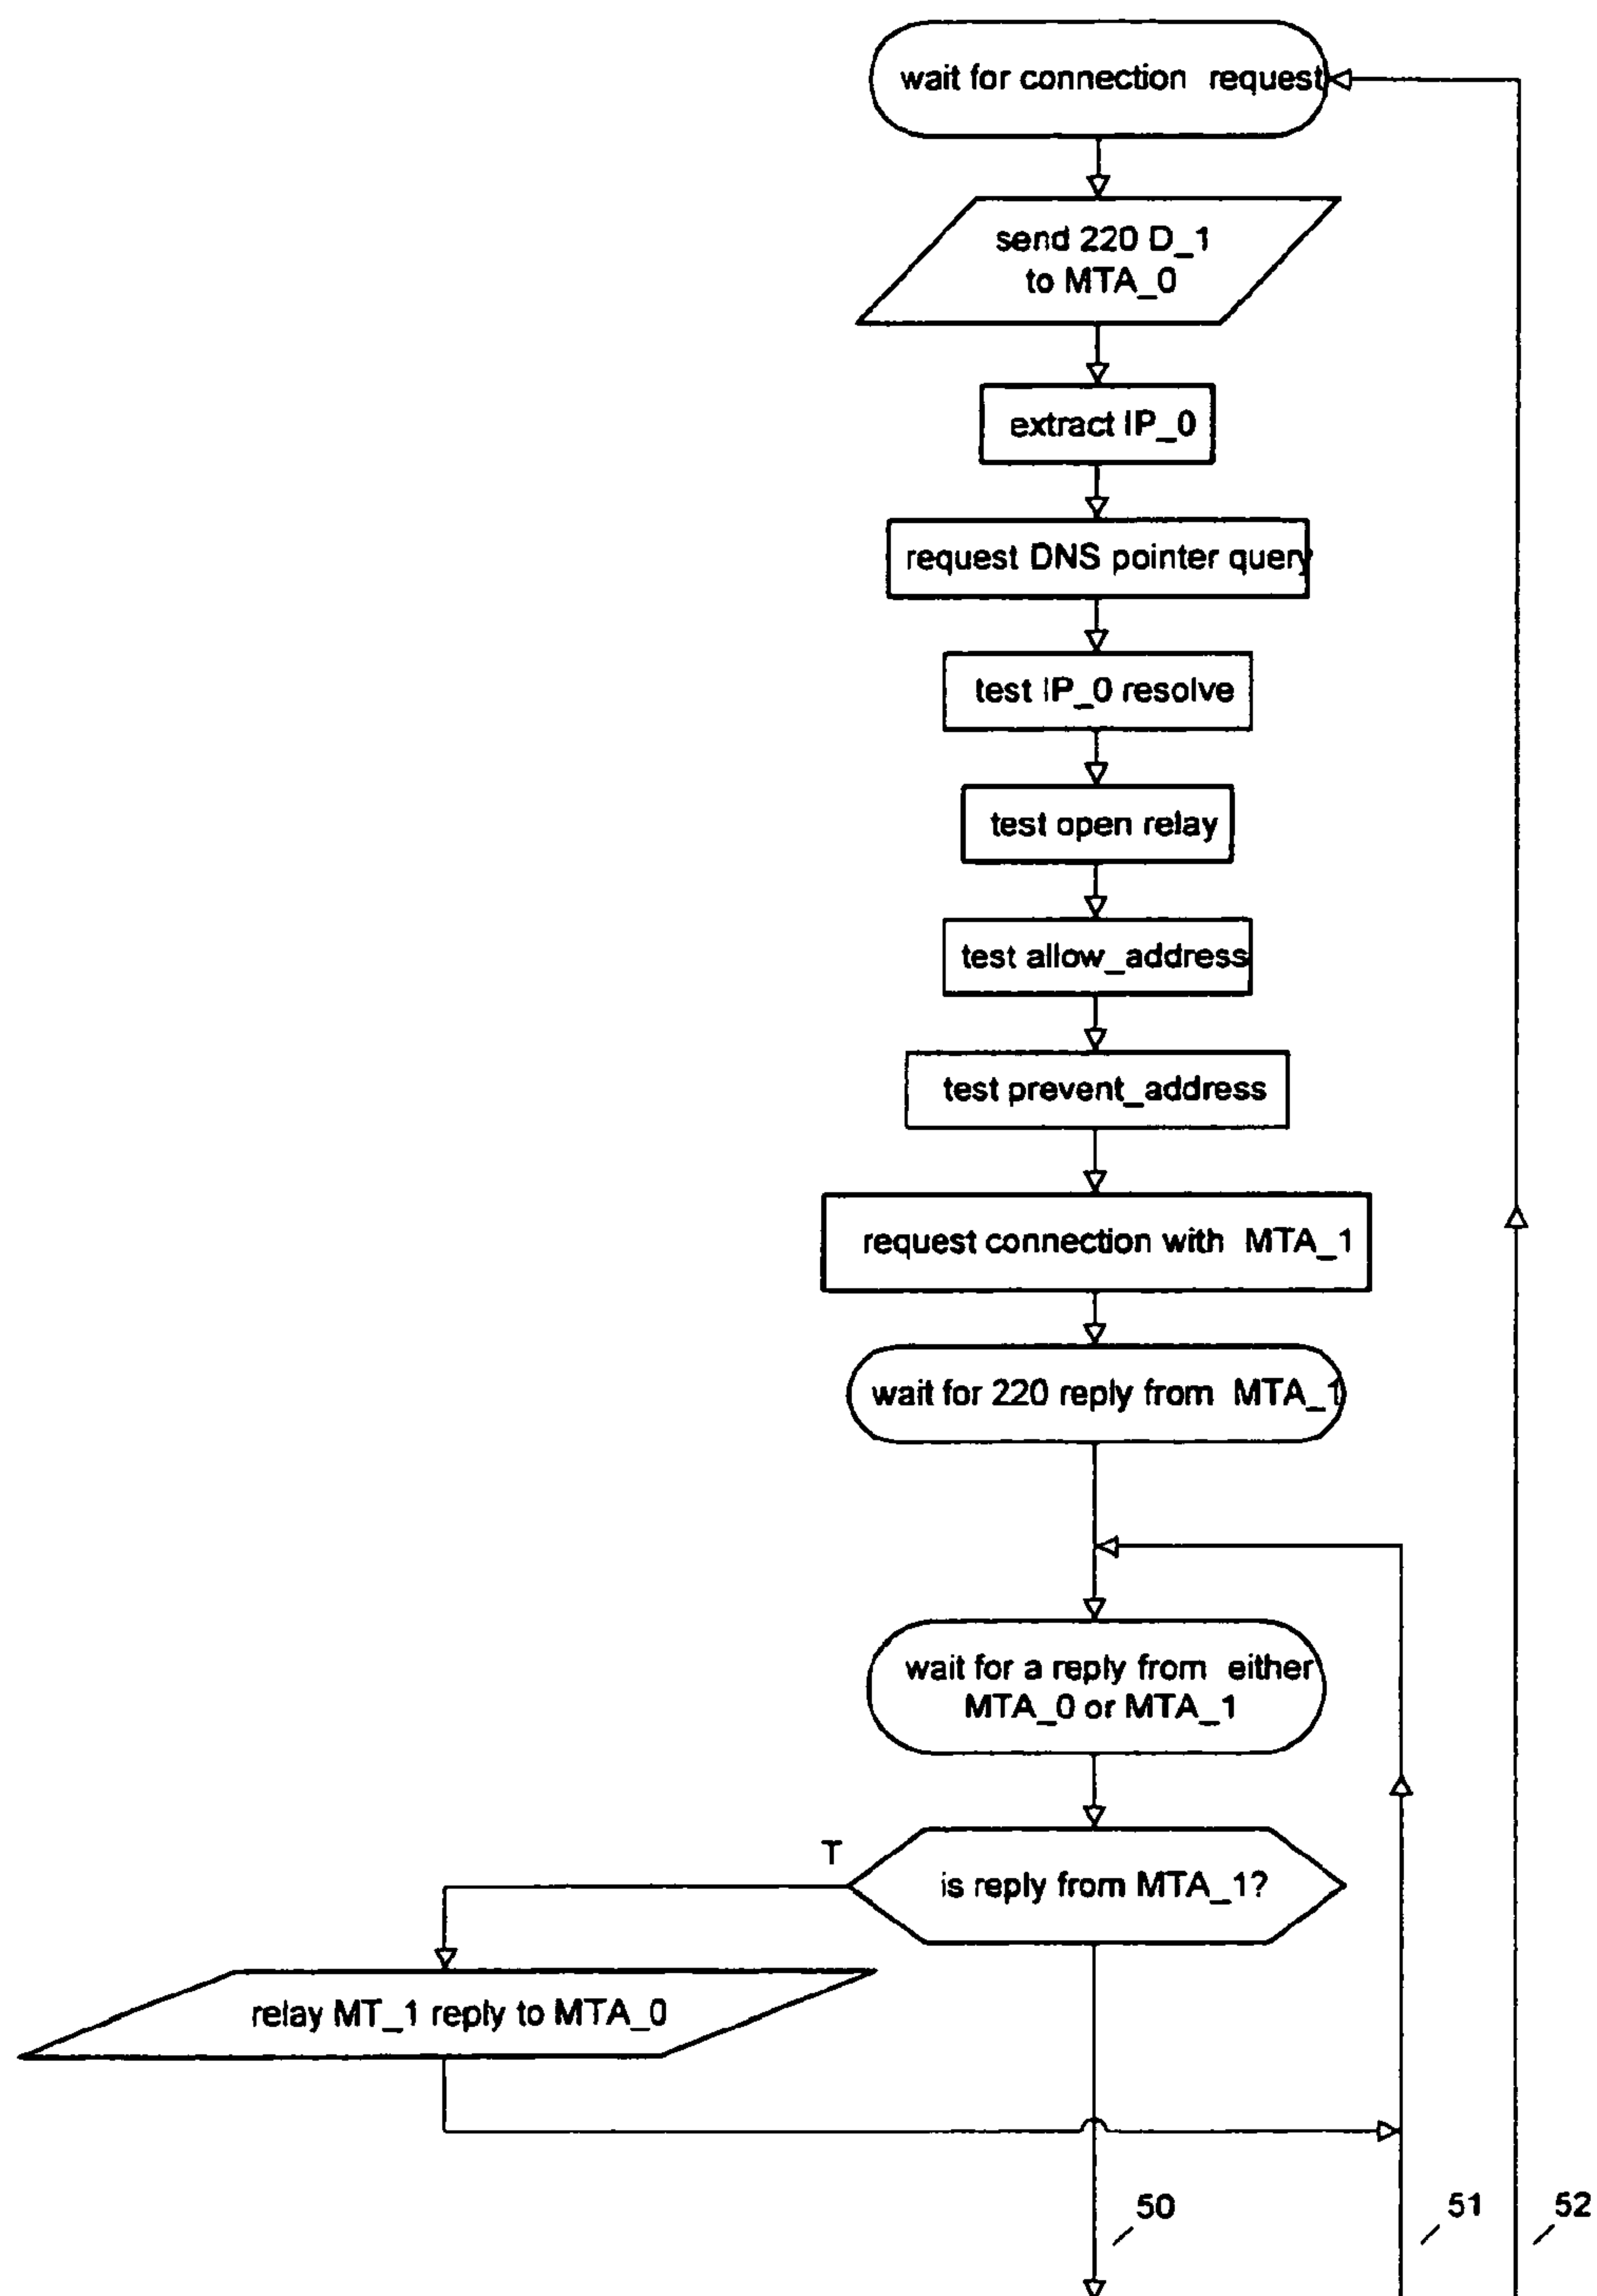 wait for connection request
send 220 D_1
to MTA_0
extract IP_0
request DNS pointer query
test IP_0 resolve
test open relay
test allow_address
test prevent_address
request connection with MTA_1
wait for 220 reply from MTA_1
wait for a reply from either
MTA_0 or MTA_1
T
is reply from MTA_1?
relay MT_1 reply to MTA_0
50
51
52